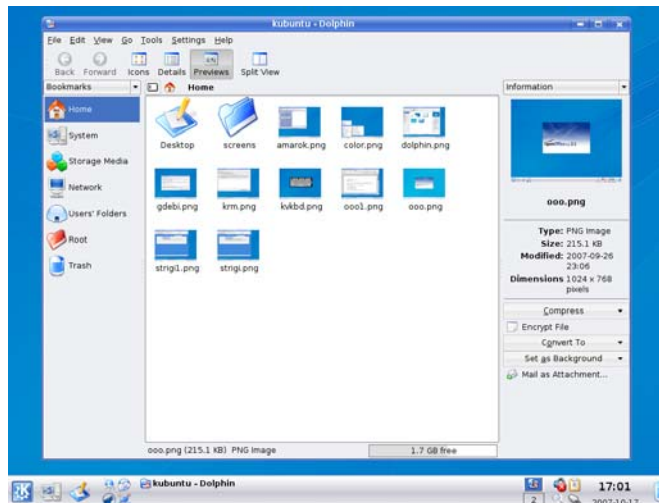 kubuntu - Dolphin
File Edit View Go Tools Settings Help
Back Forward Icons Details Previews Split View
Bookmarks
Home
Information
Home
System
Storage Media
Network
Users' Folders
Root
Trash
Desktop screens amarok.png color.png dolphin.png
gdebi.png krm.png kvkbd.png ooo1.png ooo.png
strigi1.png strigi.png
ooo.png
Type: PNG Image
Size: 215.1 KB
Modified: 2007-09-26
23:06
Dimensions 1024 x 768
pixels
Compress
Encrypt File
Convert To
Set as Background
Mail as Attachment...
ooo.png (215.1 KB) PNG Image
1.7 GB free
kubuntu - Dolphin
2
17:01
2007-10-17